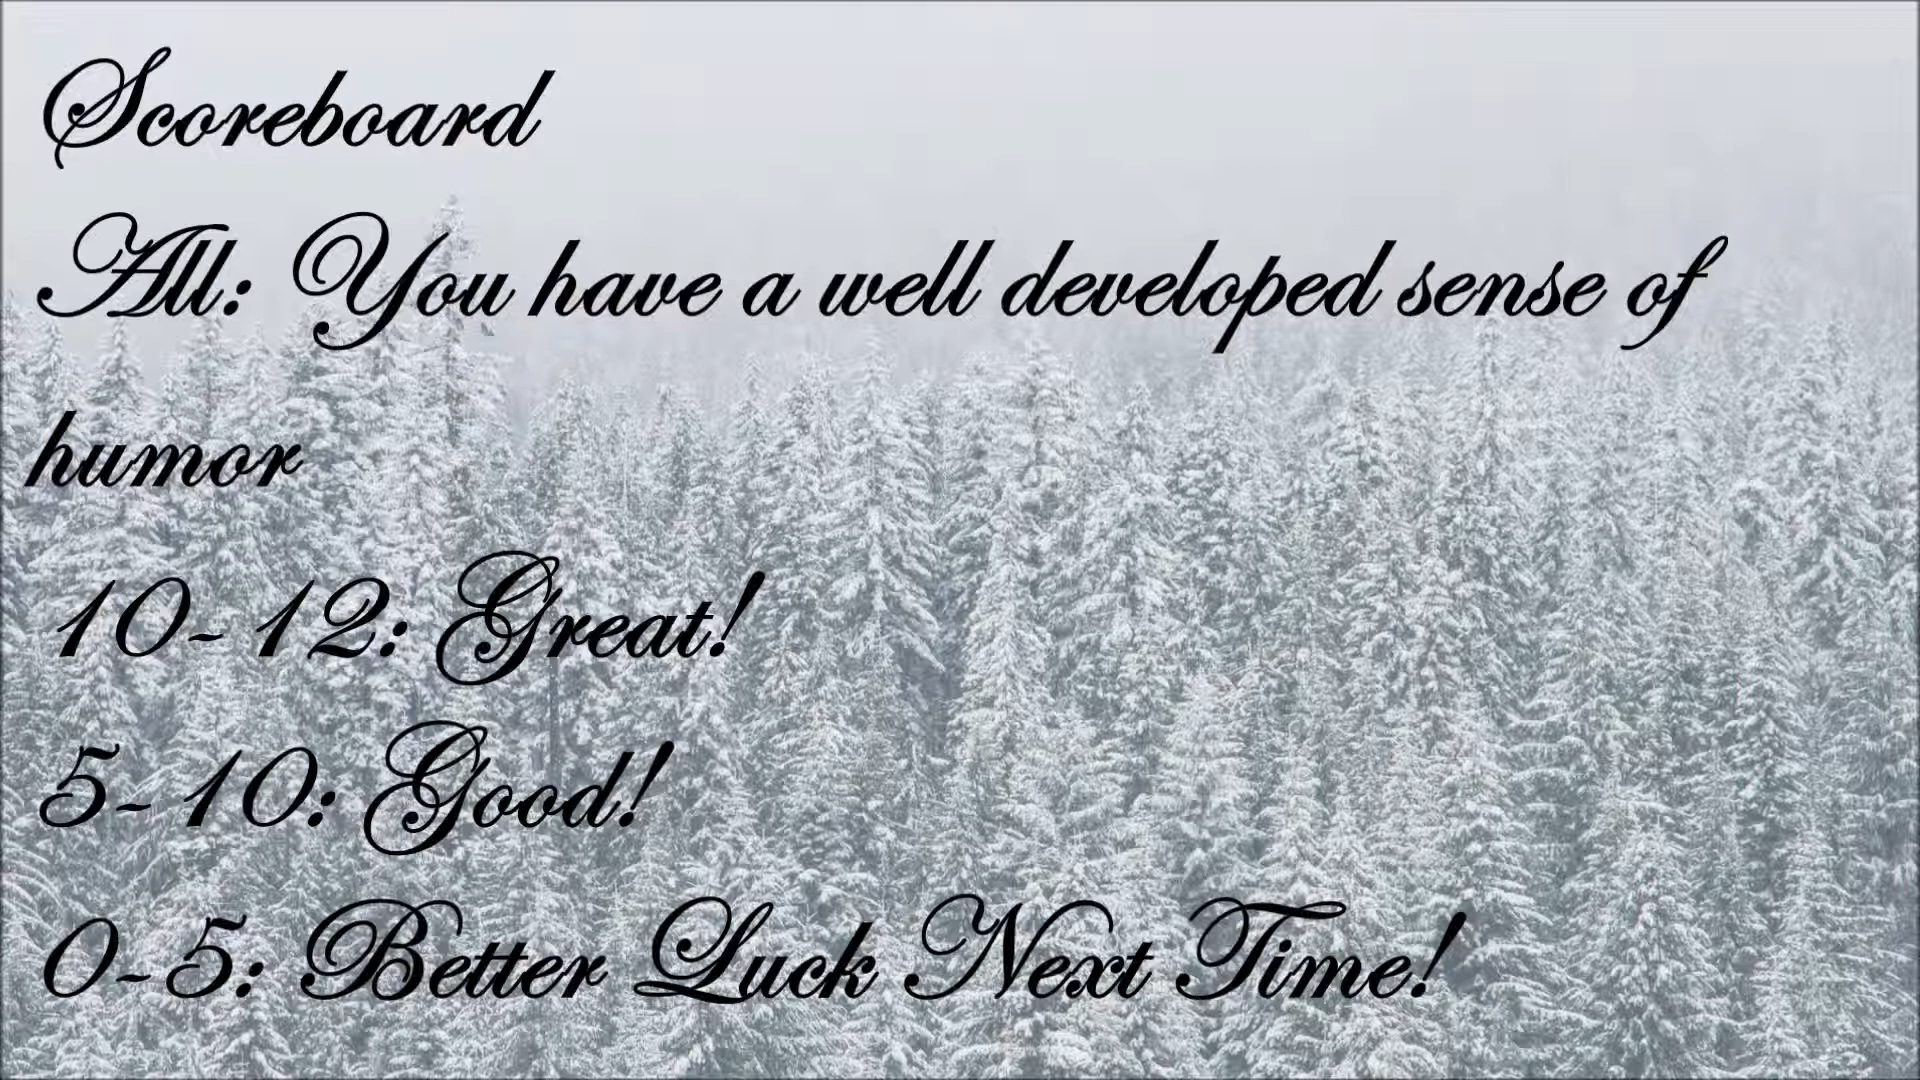 Scoreboard
All: You have a well developed sense of
humor
10-12: Great!
5-10: Good!
0-5: Better Luck Next Time!